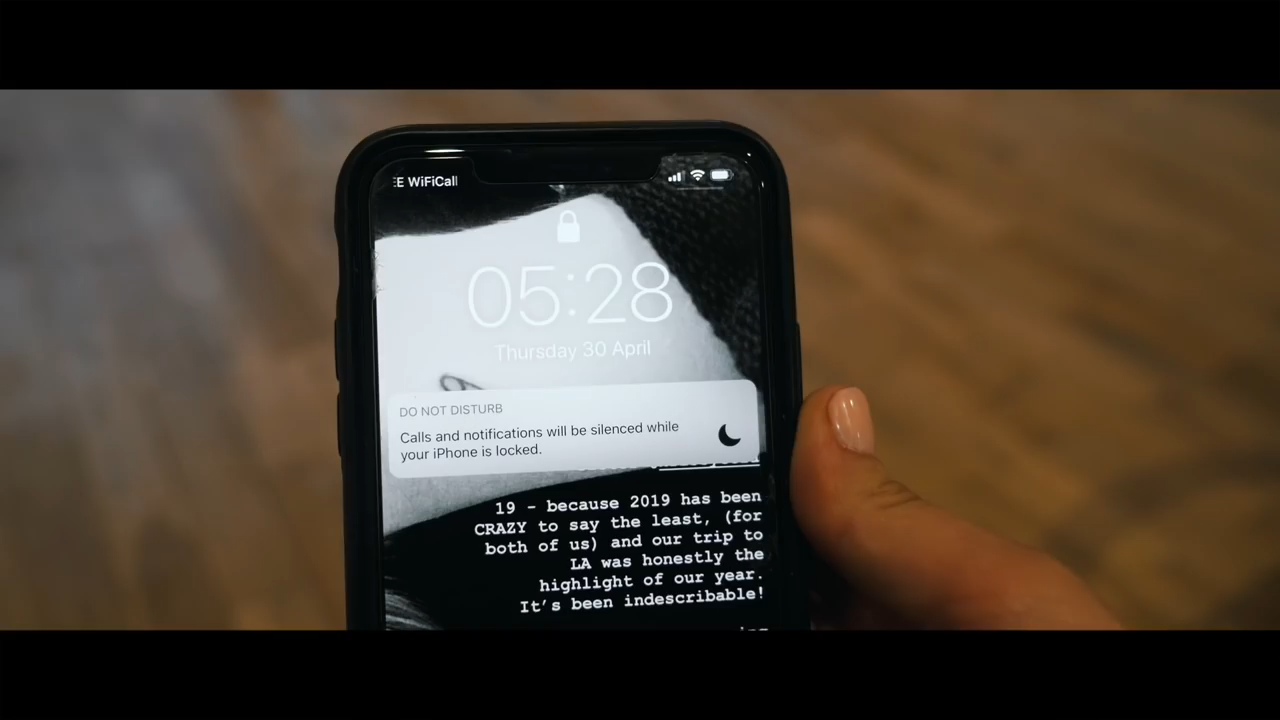 EE WiFiCall
05:28
Thursday 30 April
DO NOT DISTURB
Calls and notifications will be silenced while
your iPhone is locked.
19 - because 2019 has been
CRAZY to say the least, (for
both of us) and our trip to
LA was honestly the
highlight of our year.
It's been indescribable!